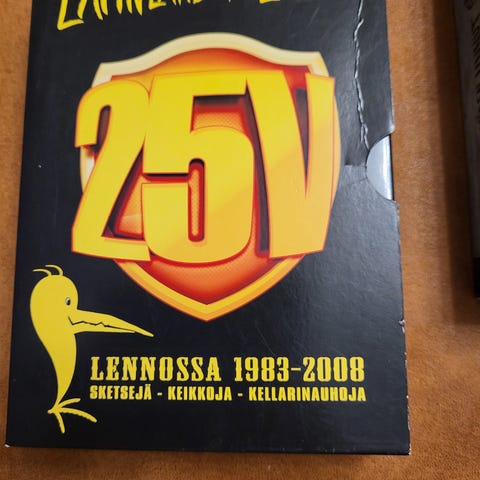 25V
LENNOSSA 1983-2008
SKETSEJÄ - KEIKKOJA - KELLARINAUHOJA